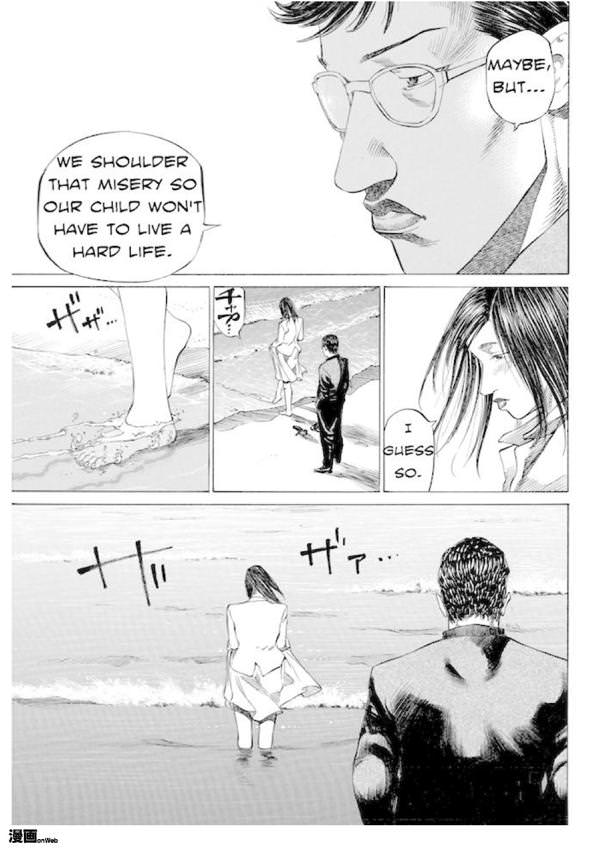 MAYBE,
BUT...
WE SHOULDER
THAT MISERY SO
OUR CHILD WON'T
HAVE TO LIVE A
HARD LIFE.
I
GUESS
SO.
チャプ…
ザザ…
ザザ
ザァ…
漫画onWeb